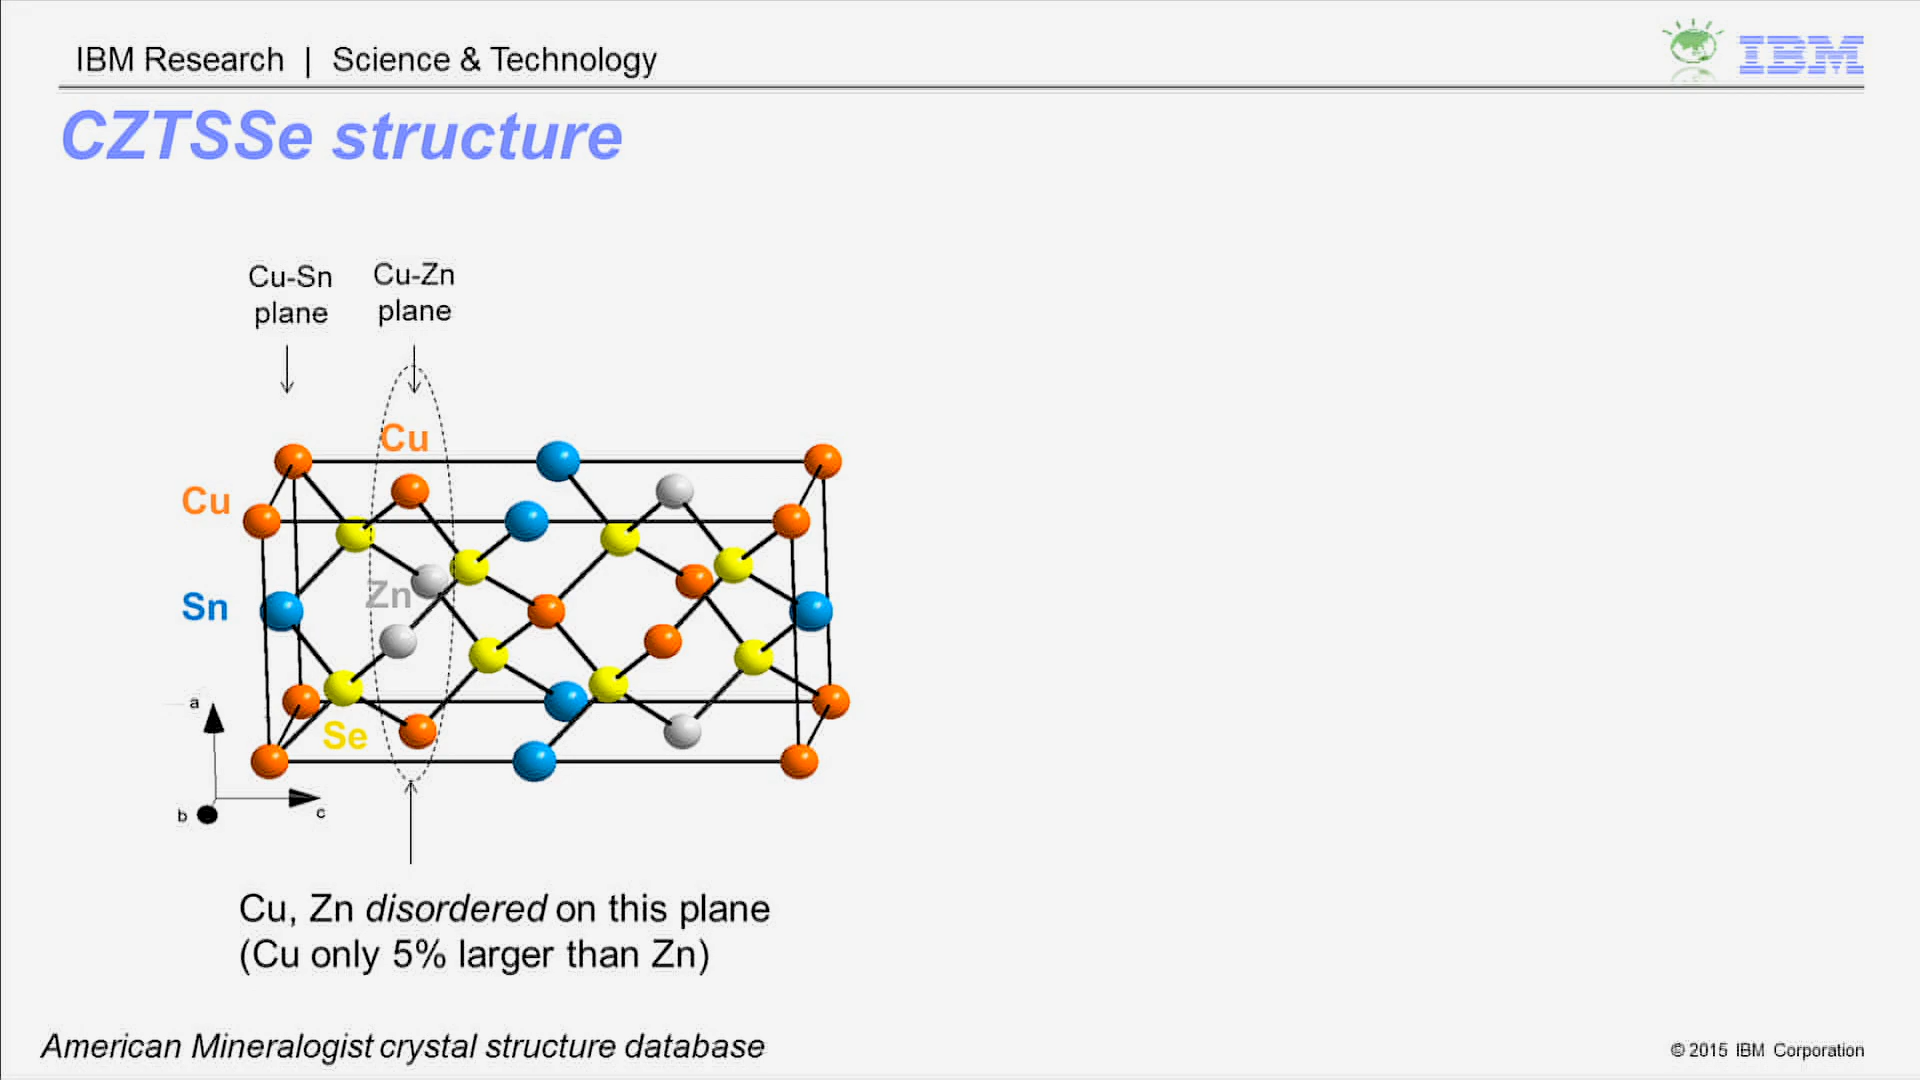 IBM Research | Science & Technology
IBM
CZTSSe structure
Cu-Sn
plane
Cu-Zn
plane
Cu
Cu
Zn
Sn
Se
a
b
c
Cu, Zn disordered on this plane
(Cu only 5% larger than Zn)
American Mineralogist crystal structure database
© 2015 IBM Corporation